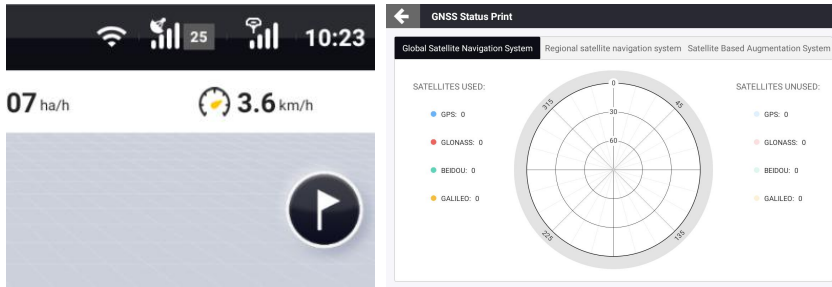 25 10:23
07 ha/h 3.6 km/h
GNSS Status Print
Global Satellite Navigation System Regional satellite navigation system Satellite Based Augmentation System
SATELLITES USED: 0 SATELLITES UNUSED:
315 45
GPS: 0 30 GPS: 0
GLONASS: 0 60 GLONASS: 0
BEIDOU: 0 BEIDOU: 0
GALILEO: 0 GALILEO: 0
225 135